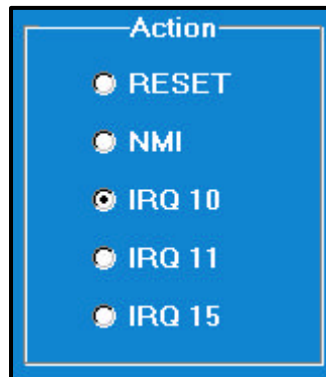 Action
RESET
NMI
IRQ 10
IRQ 11
IRQ 15